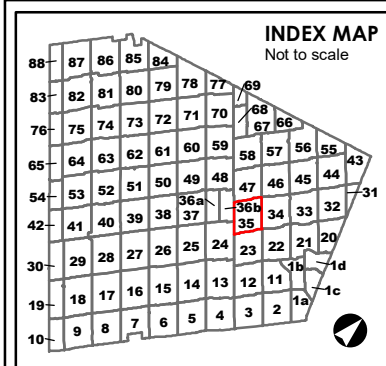 INDEX MAP
Not to scale
88 87 86 85 84
83 82 81 80 79 78 77 69
76 75 74 73 72 71 70 68 67 66
65 64 63 62 61 60 59 58 57 56 55 43
54 53 52 51 50 49 48 47 46 45 44 31
42 41 40 39 38 36a 37 36b 35 34 33 32
30 29 28 27 26 25 24 23 22 21 20
19 18 17 16 15 14 13 12 11 1b 1d
10 9 8 7 6 5 4 3 2 1a 1c